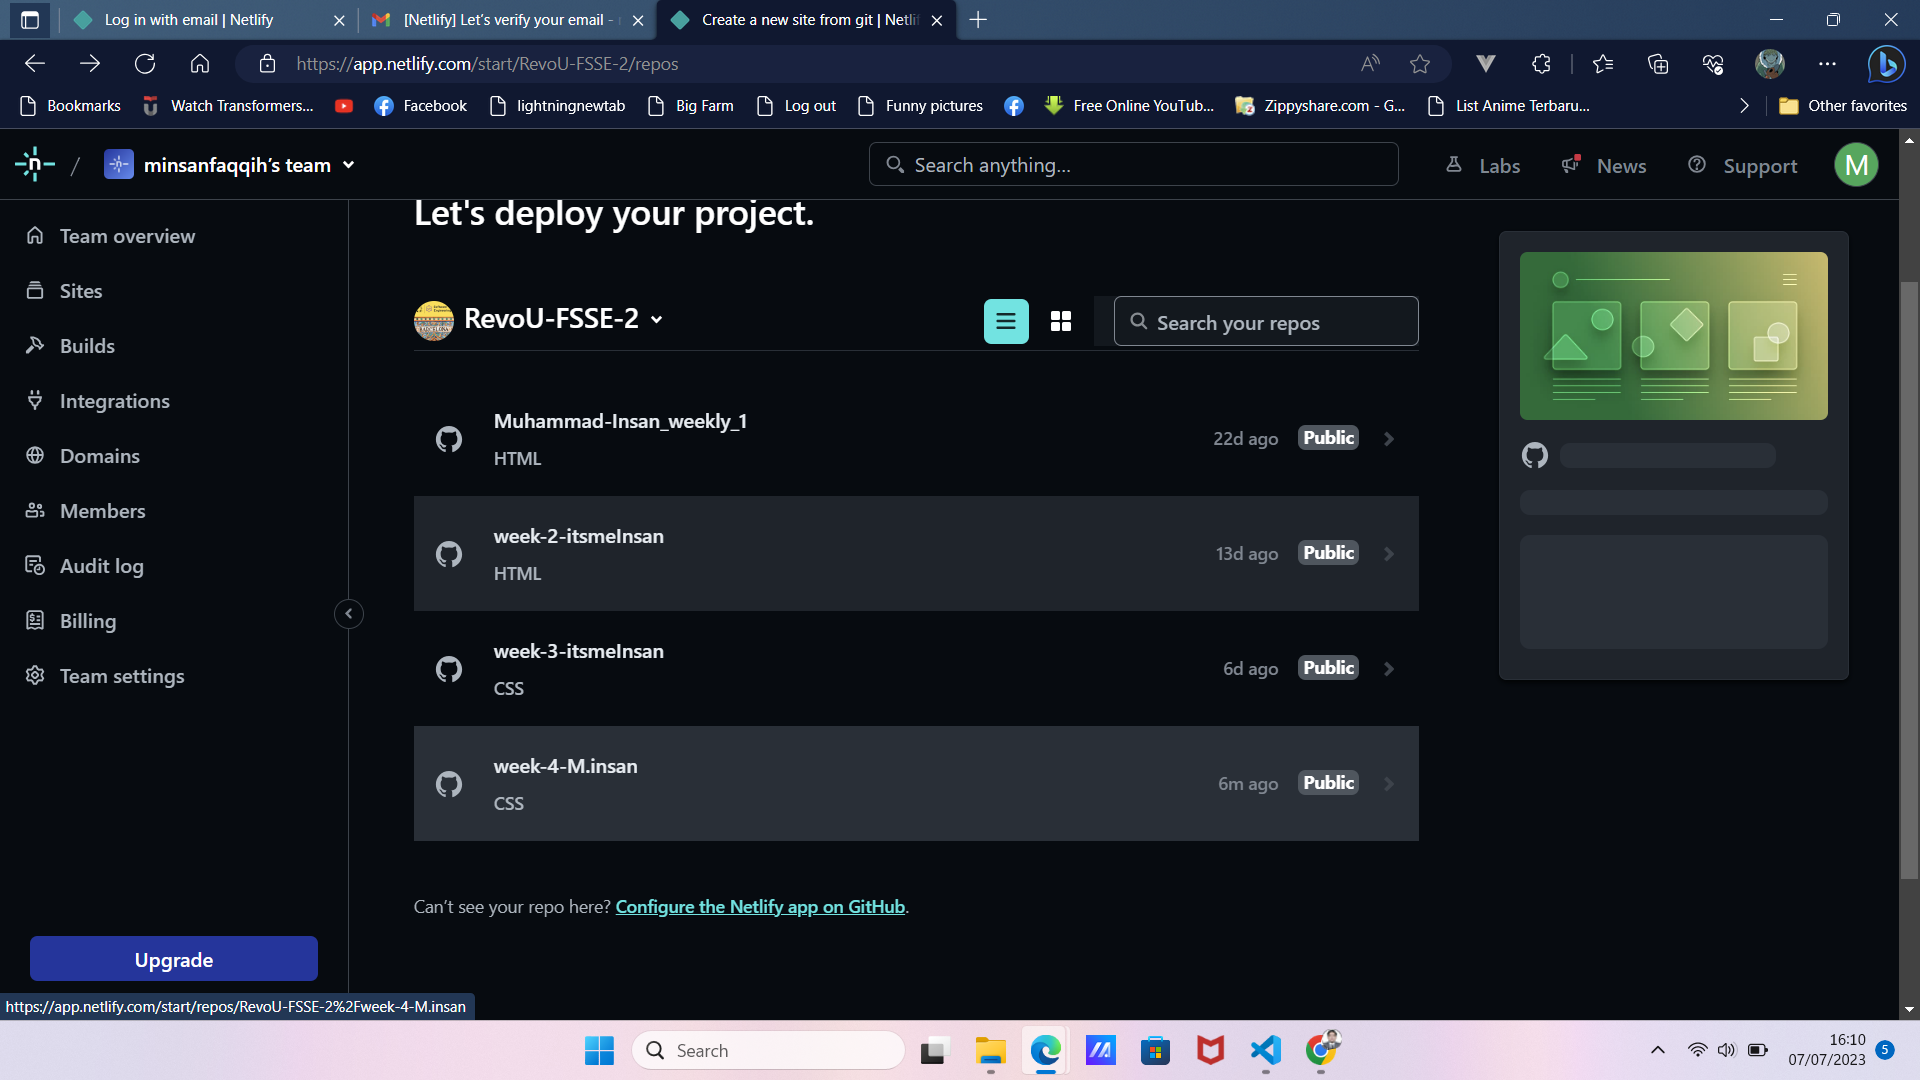 Log in with email | Netlify
[Netlify] Let's verify your email -
Create a new site from git | Netli
https://app.netlify.com/start/RevoU-FSSE-2/repos
Bookmarks
Watch Transformers...
Facebook
lightningnewtab
Big Farm
Log out
Funny pictures
Free Online YouTub...
Zippyshare.com - G...
List Anime Terbaru...
Other favorites
/ minsanfaqqih's team
Search anything...
Labs
News
Support
M
Team overview
Sites
Builds
Integrations
Domains
Members
Audit log
Billing
Team settings
Upgrade
Let's deploy your project.
RevoU-FSSE-2
Search your repos
Muhammad-Insan_weekly_1
HTML
22d ago Public
week-2-itsmeInsan
HTML
13d ago Public
week-3-itsmeInsan
CSS
6d ago Public
week-4-M.insan
CSS
6m ago Public
Can't see your repo here? Configure the Netlify app on GitHub.
https://app.netlify.com/start/repos/RevoU-FSSE-2%2Fweek-4-M.insan
Search
16:10
07/07/2023
5